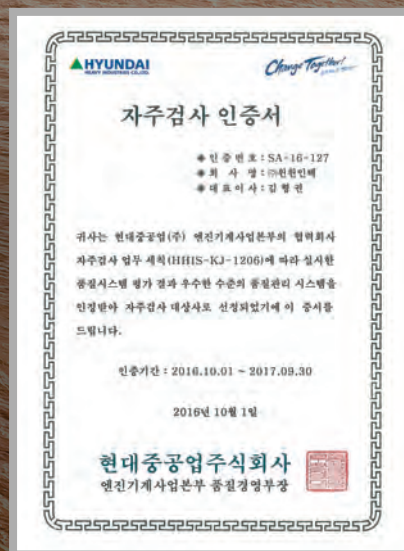 HYUNDAI
HEAVY INDUSTRIES CO.,LTD.
Change Together!
자주검사 인증서
◆ 인 증 번 호 : SA-16-127
◆ 회 사 명 : ㈜원원인텍
◆ 대 표 이 사 : 김 형 권
귀사는 현대중공업(주) 엔진기계사업본부의 협력회사
자주검사 업무 세칙(HHIS-KJ-1206)에 따라 실시한
품질시스템 평가 결과 우수한 수준의 품질관리 시스템을
인정받아 자주검사 대상사로 선정되었기에 이 증서를
드립니다.
인증기간 : 2016.10.01 ~ 2017.09.30
2016년 10월 1일
현대중공업주식회사
엔진기계사업본부 품질경영부장